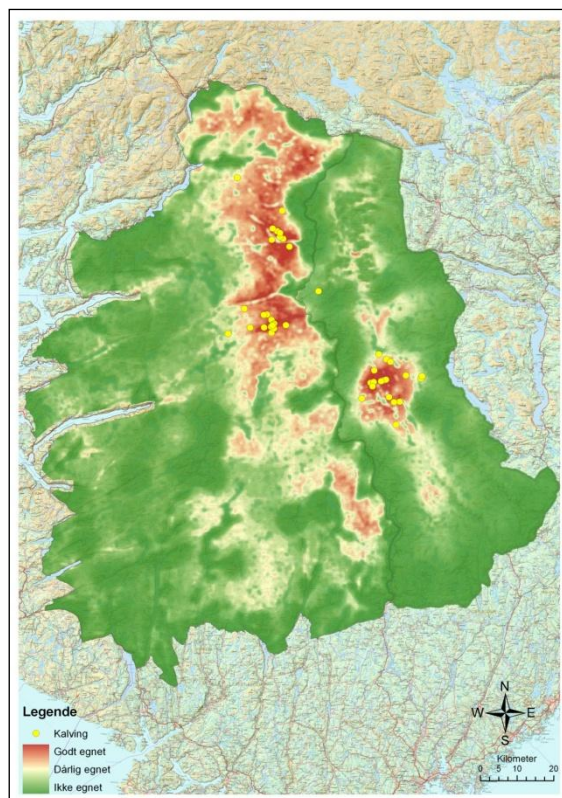 Legende
Kalving
Godt egnet
Dårlig egnet
Ikke egnet
N
W E
S
Kilometer
0 5 10 20